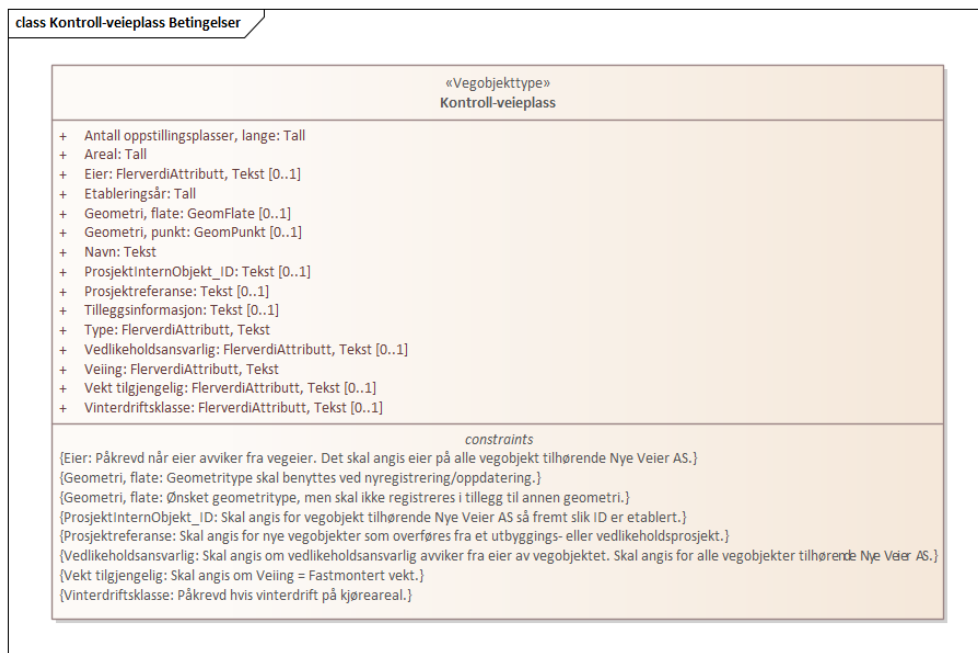 class Kontroll-veieplass Betingelser
«Vegobjekttype»
Kontroll-veieplass
+ Antall oppstillingsplasser, lange: Tall
+ Areal: Tall
+ Eier: FlerverdiAttributt, Tekst [0..1]
+ Etableringsår: Tall
+ Geometri, flate: GeomFlate [0..1]
+ Geometri, punkt: GeomPunkt [0..1]
+ Navn: Tekst
+ ProsjektInternObjekt_ID: Tekst [0..1]
+ Prosjektreferanse: Tekst [0..1]
+ Tilleggsinformasjon: Tekst [0..1]
+ Type: FlerverdiAttributt, Tekst
+ Vedlikeholdsansvarlig: FlerverdiAttributt, Tekst [0..1]
+ Veiing: FlerverdiAttributt, Tekst
+ Vekt tilgjengelig: FlerverdiAttributt, Tekst [0..1]
+ Vinterdriftsklasse: FlerverdiAttributt, Tekst [0..1]
constraints
{Eier: Påkrevd når eier avviker fra vegeier. Det skal angis eier på alle vegobjekt tilhørende Nye Veier AS.}
{Geometri, flate: Geometritype skal benyttes ved nyregistrering/oppdatering.}
{Geometri, flate: Ønsket geometritype, men skal ikke registreres i tillegg til annen geometri.}
{ProsjektInternObjekt_ID: Skal angis for vegobjekt tilhørende Nye Veier AS så fremt slik ID er etablert.}
{Prosjektreferanse: Skal angis for nye vegobjekter som overføres fra et utbyggings- eller vedlikeholdsprosjekt.}
{Vedlikeholdsansvarlig: Skal angis om vedlikeholdsansvarlig avviker fra eier av vegobjektet. Skal angis for alle vegobjekter tilhørende Nye Veier AS.}
{Vekt tilgjengelig: Skal angis om Veiing = Fastmontert vekt.}
{Vinterdriftsklasse: Påkrevd hvis vinterdrift på kjøreareal.}